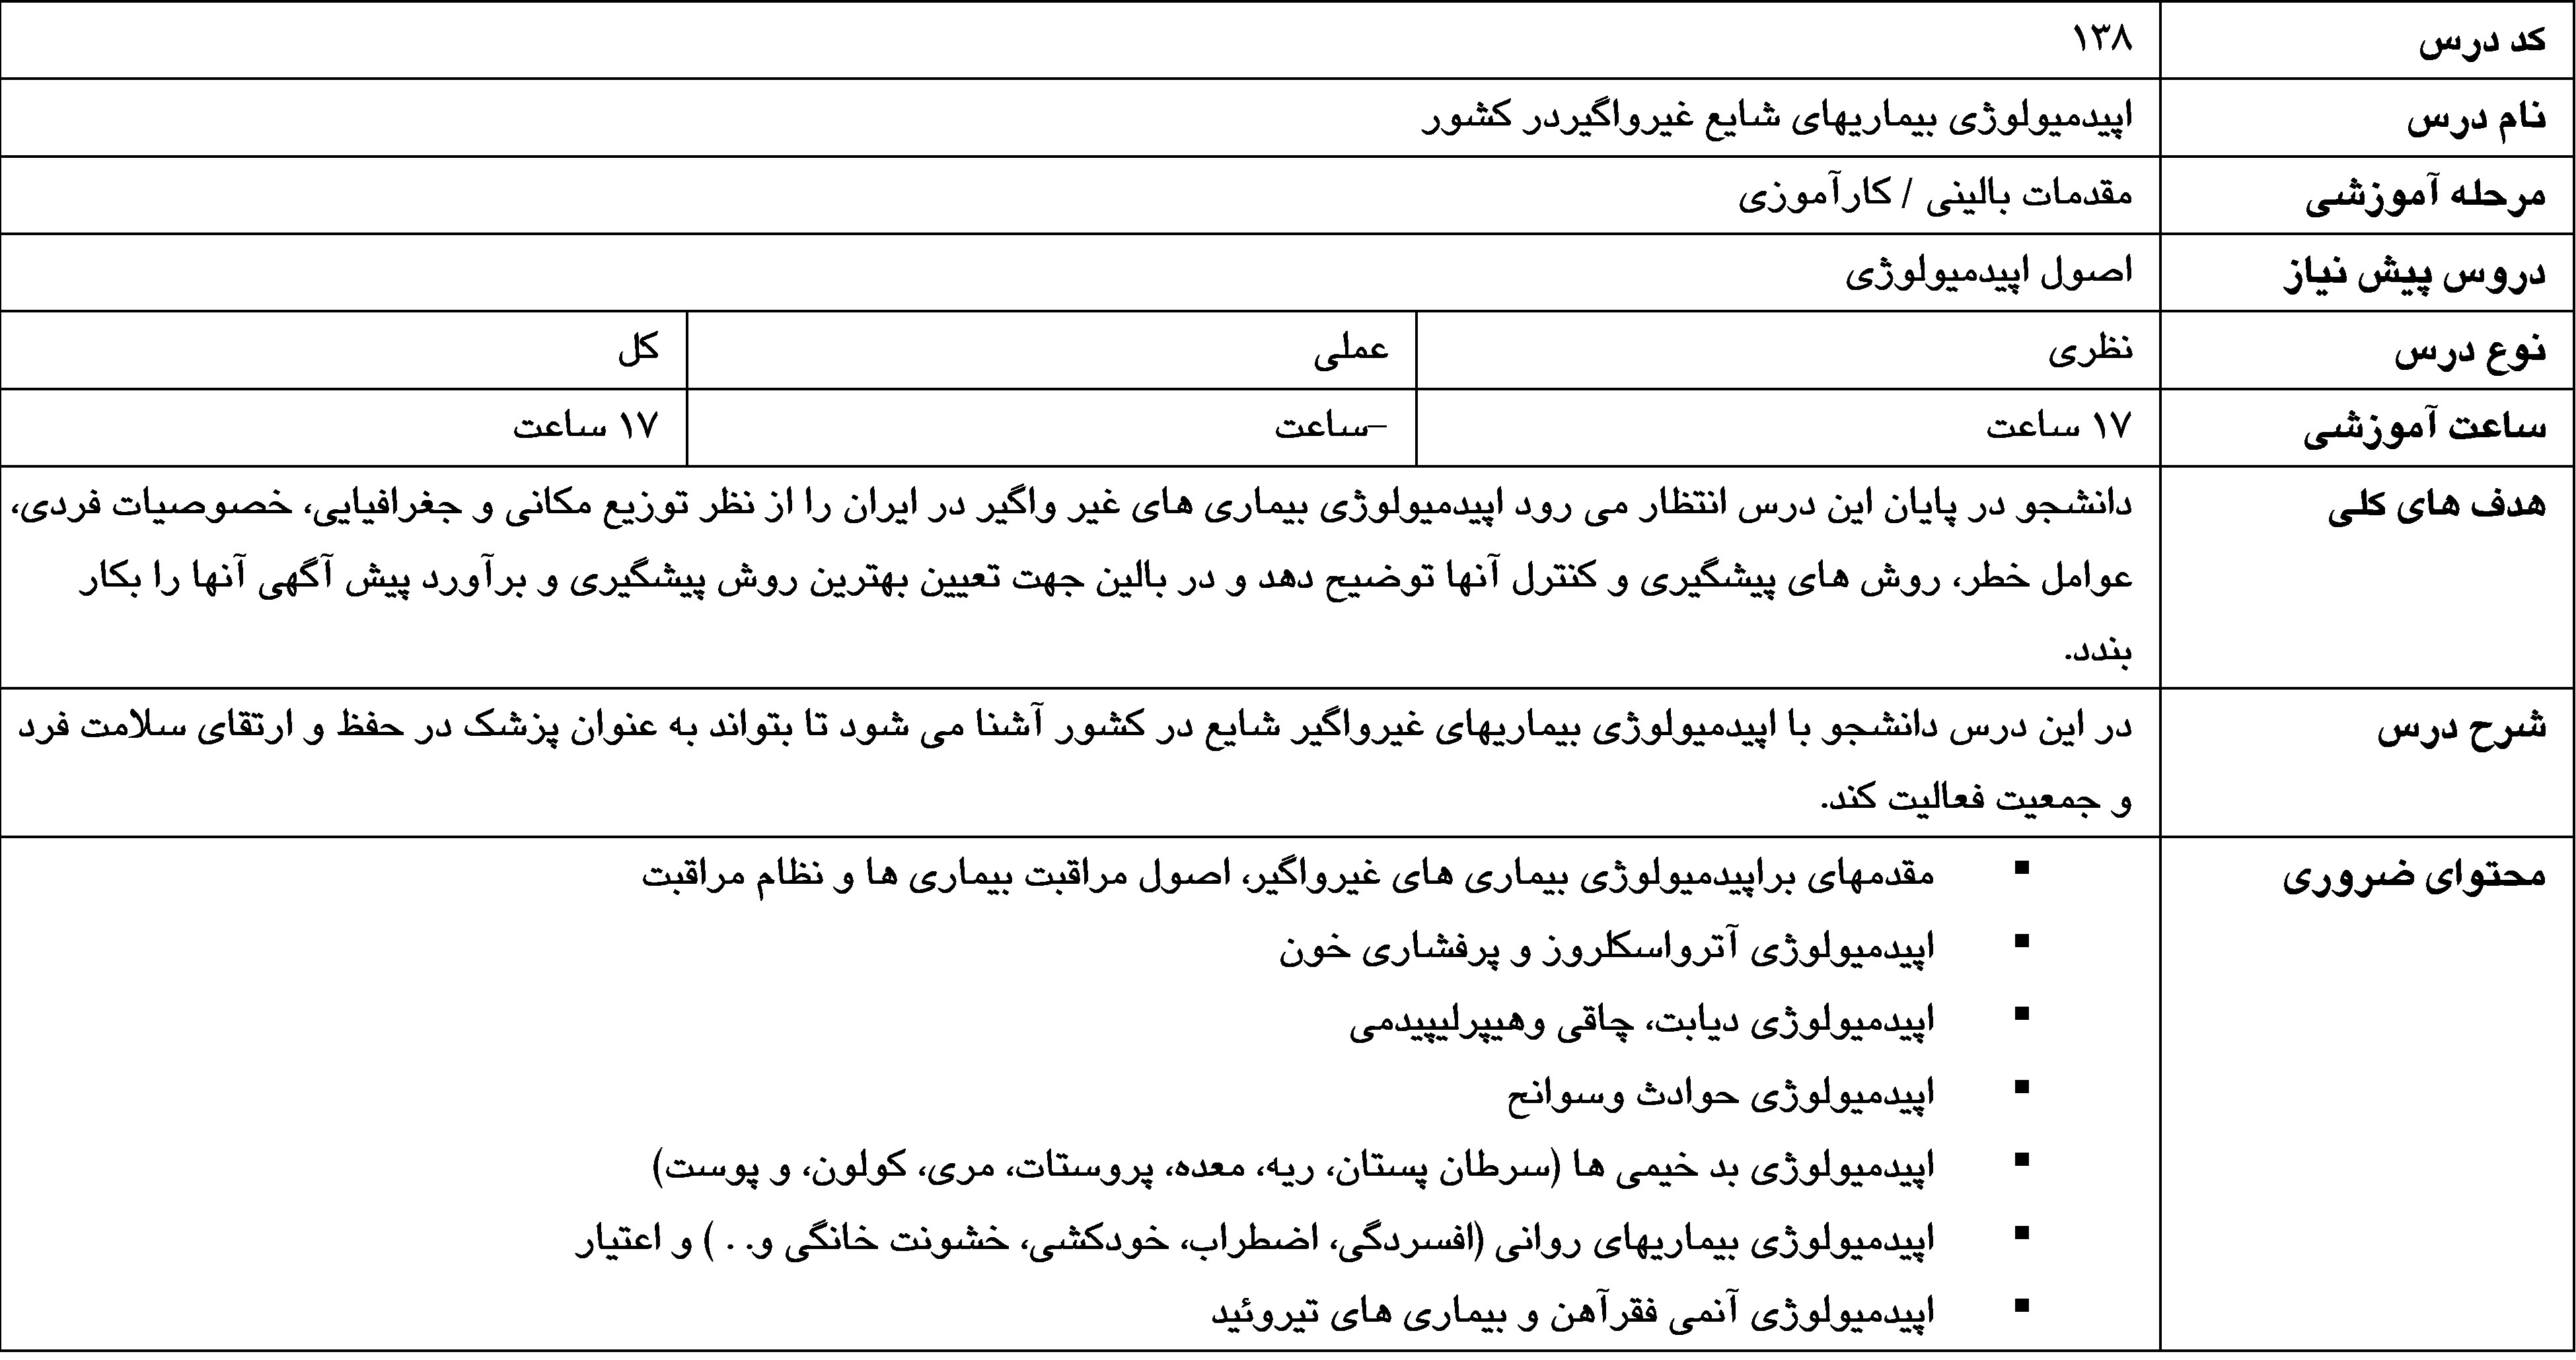 کد درس ۱۳۸
نام درس اپیدمیولوژی بیماریهای شایع غیرواگیردر کشور
مرحله آموزشی مقدمات بالینی / کارآموزی
دروس پیش نیاز اصول اپیدمیولوژی
نوع درس نظری عملی کل
ساعت آموزشی ۱۷ ساعت –ساعت ۱۷ ساعت
هدف های کلی دانشجو در پایان این درس انتظار می رود اپیدمیولوژی بیماری های غیر واگیر در ایران را از نظر توزیع مکانی و جغرافیایی، خصوصیات فردی،
عوامل خطر، روش های پیشگیری و کنترل آنها توضیح دهد و در بالین جهت تعیین بهترین روش پیشگیری و برآورد پیش آگهی آنها را بکار
بندد.
شرح درس در این درس دانشجو با اپیدمیولوژی بیماریهای غیرواگیر شایع در کشور آشنا می شود تا بتواند به عنوان پزشک در حفظ و ارتقای سلامت فرد
و جمعیت فعالیت کند.
محتوای ضروری ▪ مقدمهای براپیدمیولوژی بیماری های غیرواگیر، اصول مراقبت بیماری ها و نظام مراقبت
▪ اپیدمیولوژی آترواسکلروز و پرفشاری خون
▪ اپیدمیولوژی دیابت، چاقی وهیپرلیپیدمی
▪ اپیدمیولوژی حوادث وسوانح
▪ اپیدمیولوژی بد خیمی ها (سرطان پستان، ریه، معده، پروستات، مری، کولون، و پوست)
▪ اپیدمیولوژی بیماریهای روانی (افسردگی، اضطراب، خودکشی، خشونت خانگی و. . ) و اعتیار
▪ اپیدمیولوژی آنمی فقرآهن و بیماری های تیروئید